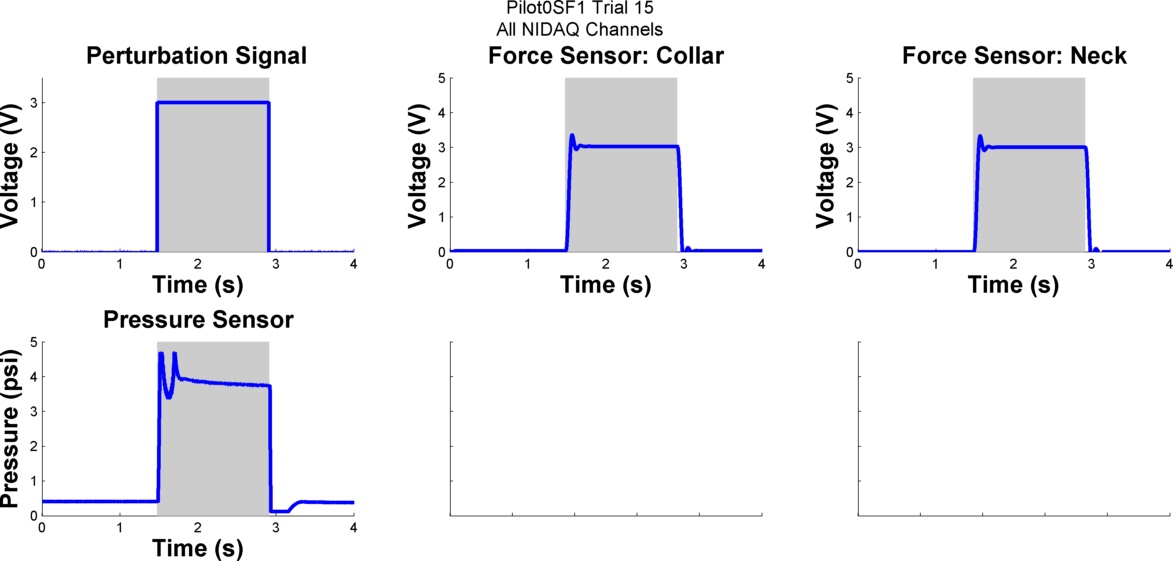 Pilot0SF1 Trial 15
All NIDAQ Channels
Perturbation Signal
Force Sensor: Collar
Force Sensor: Neck
Voltage (V)
3
2
1
0
0 1 2 3 4
Time (s)
Voltage (V)
5
4
3
2
1
0
0 1 2 3 4
Time (s)
Voltage (V)
5
4
3
2
1
0
0 1 2 3 4
Time (s)
Pressure Sensor
Pressure (psi)
5
4
3
2
1
0
0 1 2 3 4
Time (s)